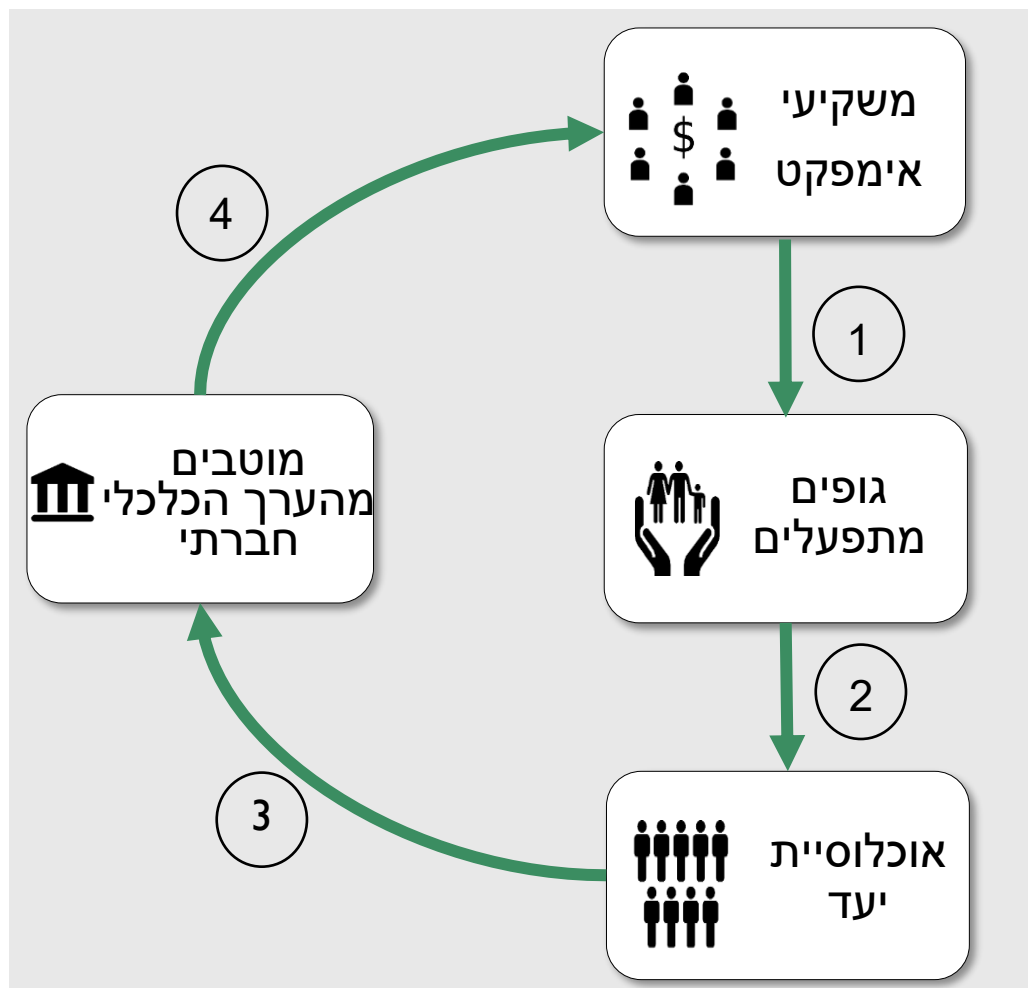 משקיעי
אימפקט
$
1
גופים
מתפעלים
2
אוכלוסיית
יעד
3
מוטבים
מהערך הכלכלי
חברתי
4